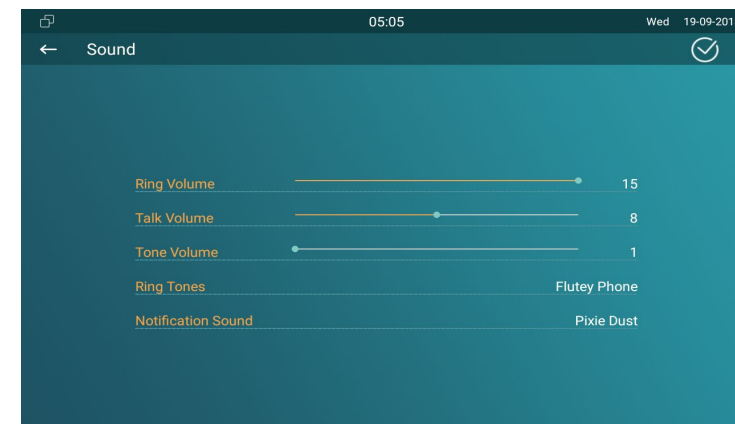 05:05 Wed 19-09-201
Sound
Ring Volume 15
Talk Volume 8
Tone Volume 1
Ring Tones Flutey Phone
Notification Sound Pixie Dust